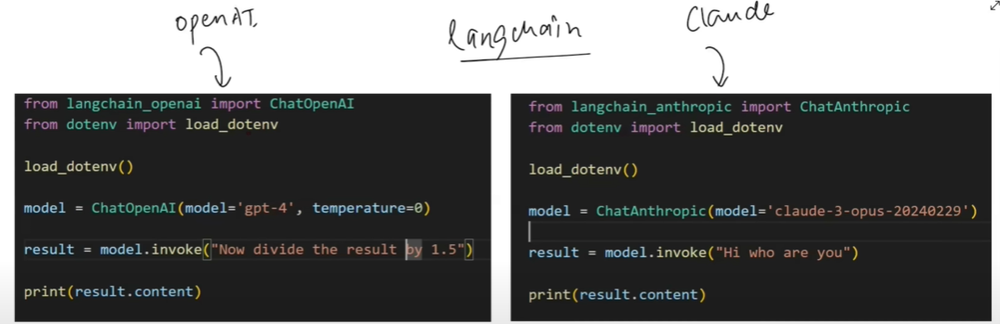 openAI
langchain
Claude
from langchain_openai import ChatOpenAI
from dotenv import load_dotenv
load_dotenv()
model = ChatOpenAI(model='gpt-4', temperature=0)
result = model.invoke("Now divide the result by 1.5")
print(result.content)
from langchain_anthropic import ChatAnthropic
from dotenv import load_dotenv
load_dotenv()
model = ChatAnthropic(model='claude-3-opus-20240229')
result = model.invoke("Hi who are you")
print(result.content)